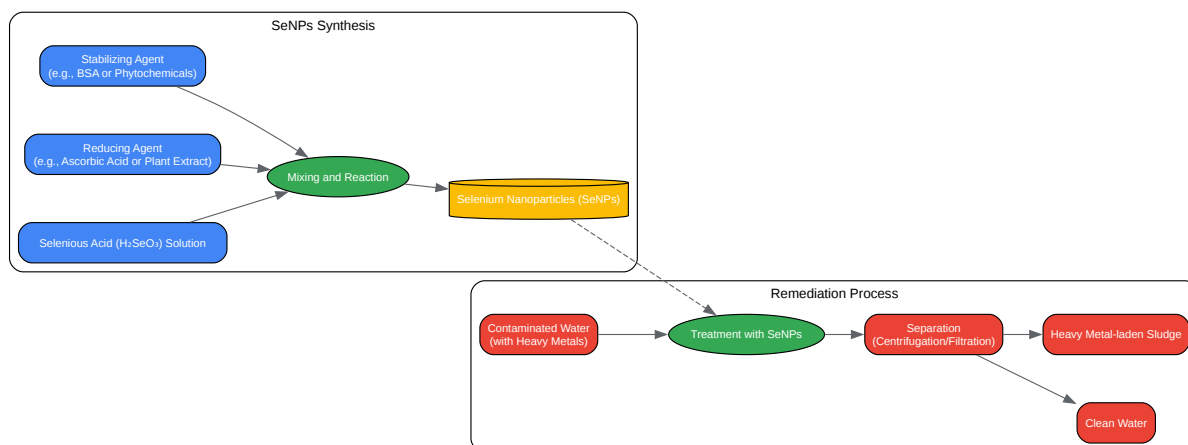 SeNPs Synthesis
Stabilizing Agent
(e.g., BSA or Phytochemicals)
Reducing Agent
(e.g., Ascorbic Acid or Plant Extract)
Mixing and Reaction
Selenium Nanoparticles (SeNPs)
Selenious Acid (H₂SeO₃) Solution
Remediation Process
Contaminated Water
(with Heavy Metals)
Treatment with SeNPs
Separation
(Centrifugation/Filtration)
Heavy Metal-laden Sludge
Clean Water